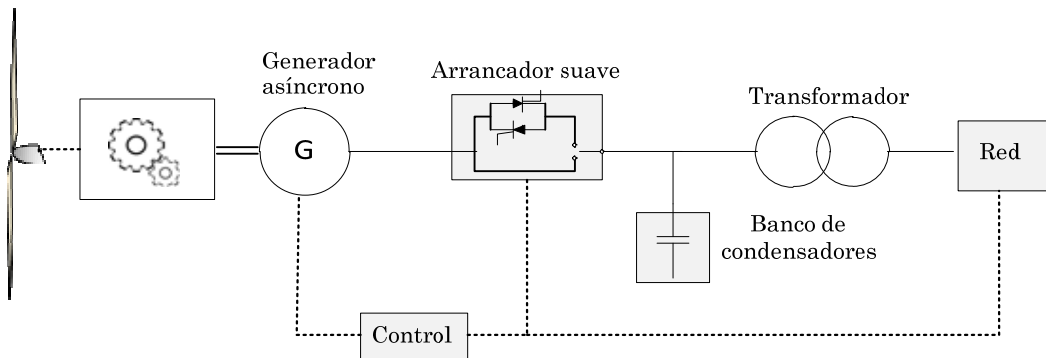 Generador
asíncrono
Arrancador suave
Transformador
G
Red
Banco de
condensadores
Control